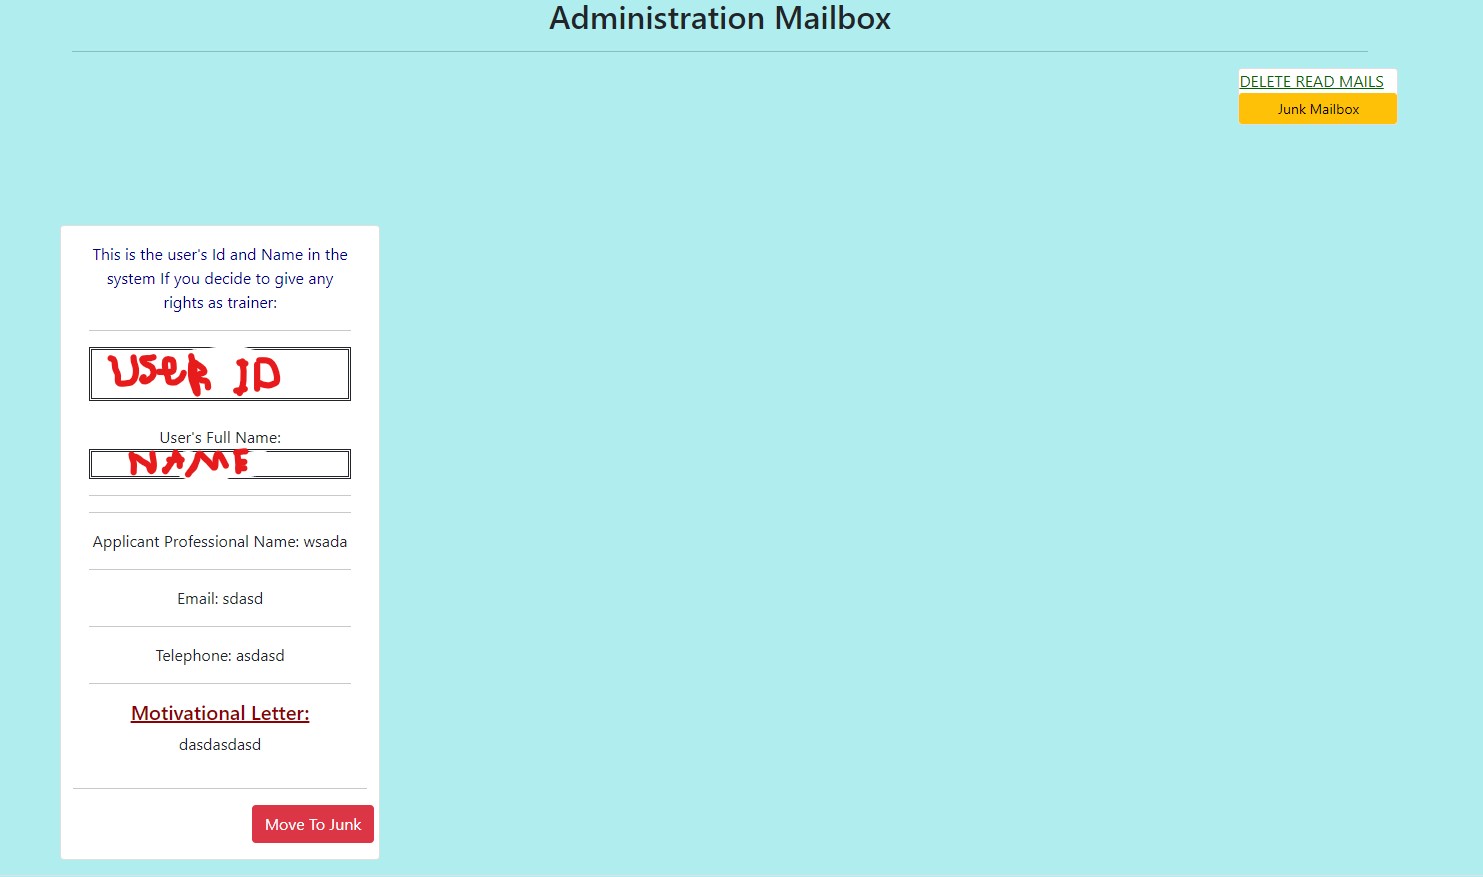 Administration Mailbox
DELETE READ MAILS
Junk Mailbox
This is the user's Id and Name in the
system If you decide to give any
rights as trainer:
USER ID
User's Full Name:
NAME
Applicant Professional Name: wsada
Email: sdasd
Telephone: asdasd
Motivational Letter:
dasdasdasd
Move To Junk